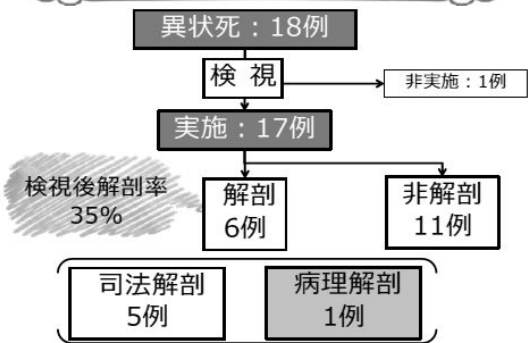 異状死：18例
検 視
非実施：1例
実施：17例
検視後解剖率
35%
解剖
6例
非解剖
11例
司法解剖
5例
病理解剖
1例